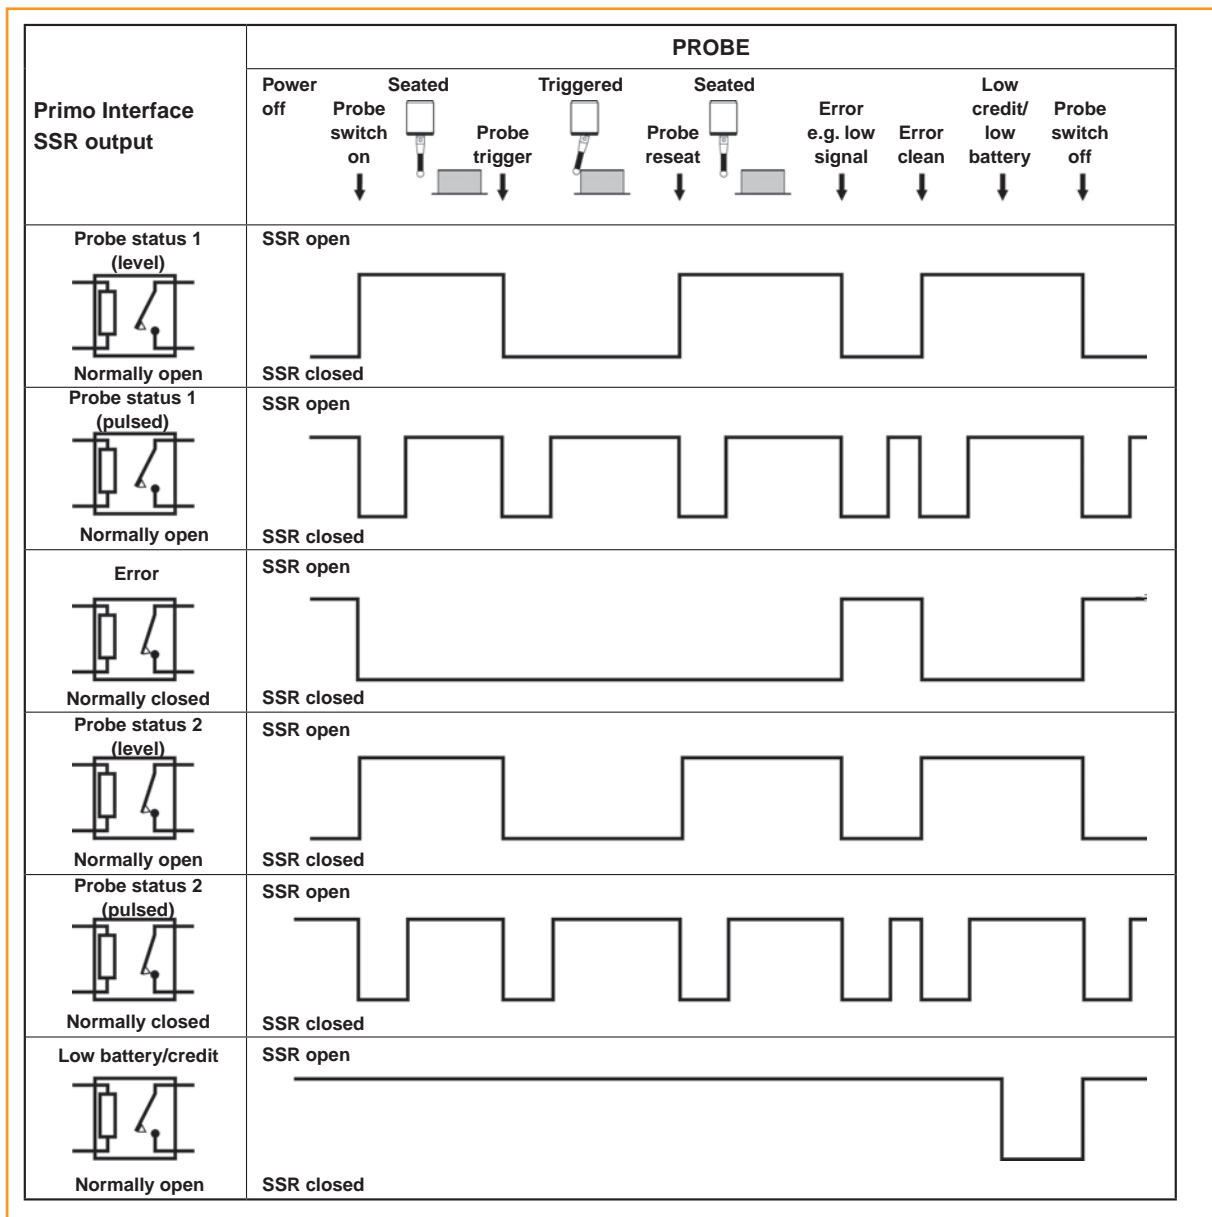 PROBE
Primo Interface
SSR output
Power
off
Probe
switch
on
Seated
Probe
trigger
Triggered
Probe
reseat
Seated
Error
e.g. low
signal
Error
clean
Low
credit/
low
battery
Probe
switch
off
Probe status 1
(level)
Normally open
SSR open
SSR closed
Probe status 1
(pulsed)
Normally open
SSR open
SSR closed
Error
Normally closed
SSR open
SSR closed
Probe status 2
(level)
Normally open
SSR open
SSR closed
Probe status 2
(pulsed)
Normally closed
SSR open
SSR closed
Low battery/credit
Normally open
SSR open
SSR closed